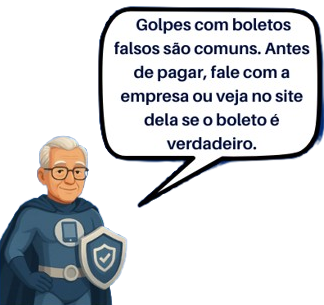 Golpes com boletos
falsos são comuns. Antes
de pagar, fale com a
empresa ou veja no site
dela se o boleto é
verdadeiro.